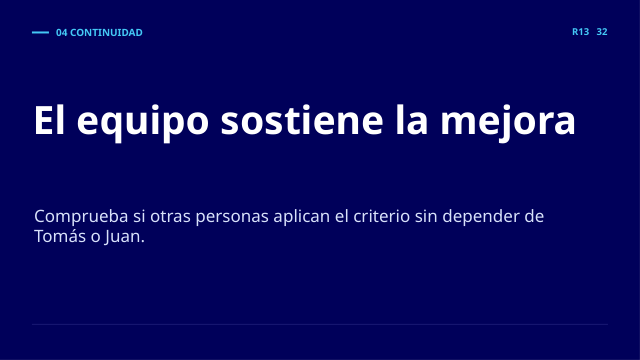 04 CONTINUIDAD
R13 32
El equipo sostiene la mejora
Comprueba si otras personas aplican el criterio sin depender de
Tomás o Juan.